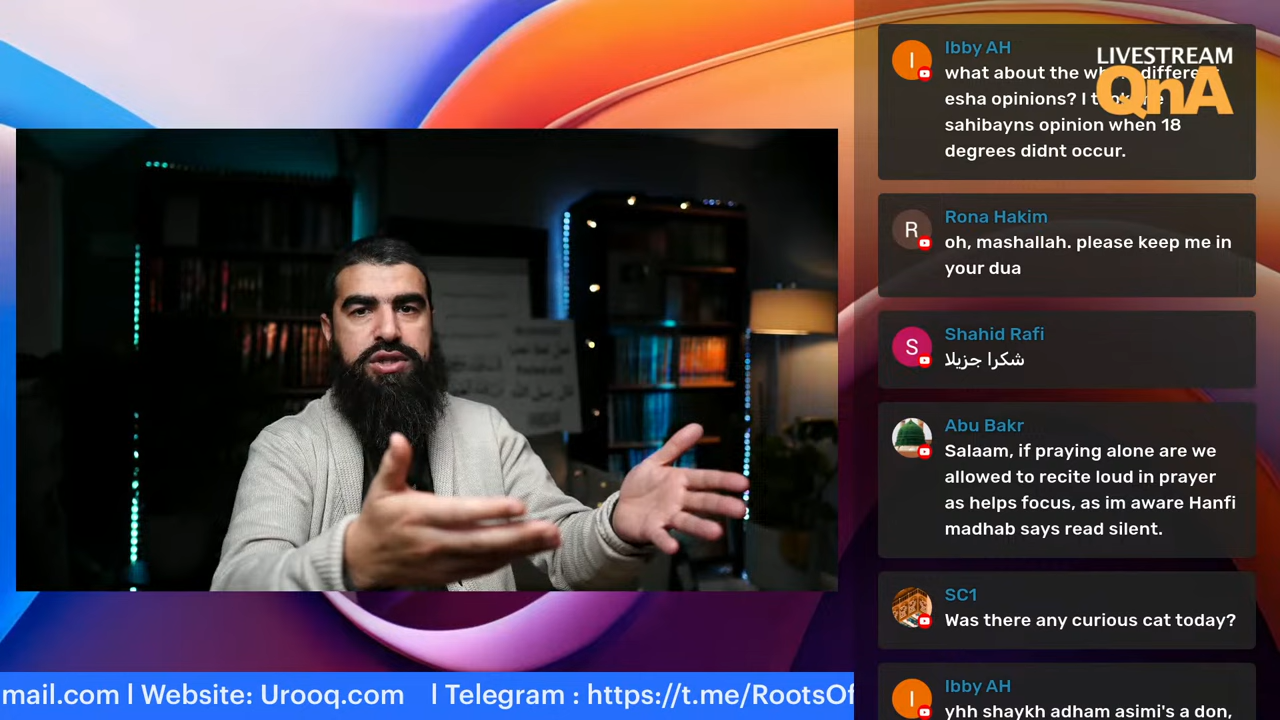 LIVESTREAM
QnA
Ibby AH
what about the
esha opinions? I
sahibayns opinion when 18
degrees didnt occur.
R
Rona Hakim
oh, mashallah. please keep me in
your dua
S
Shahid Rafi
شكرا جزيلا
Abu Bakr
Salaam, if praying alone are we
allowed to recite loud in prayer
as helps focus, as im aware Hanfi
madhab says read silent.
SC1
Was there any curious cat today?
I
Ibby AH
yhh shaykh adham asimi's a don,
mail.com l Website: Urooq.com l Telegram : https://t.me/RootsOf